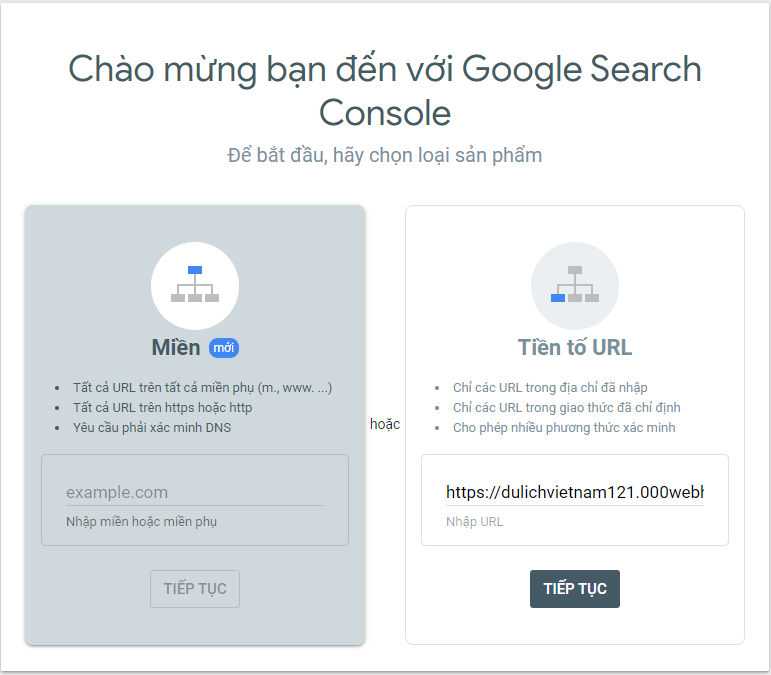 Chào mừng bạn đến với Google Search
Console
Để bắt đầu, hãy chọn loại sản phẩm
Miền mới
Tất cả URL trên tất cả miền phụ (m., www. ...)
Tất cả URL trên https hoặc http
Yêu cầu phải xác minh DNS
example.com
Nhập miền hoặc miền phụ
TIẾP TỤC
hoặc
Tiền tố URL
Chỉ các URL trong địa chỉ đã nhập
Chỉ các URL trong giao thức đã chỉ định
Cho phép nhiều phương thức xác minh
https://dulichvietnam121.000webh
Nhập URL
TIẾP TỤC